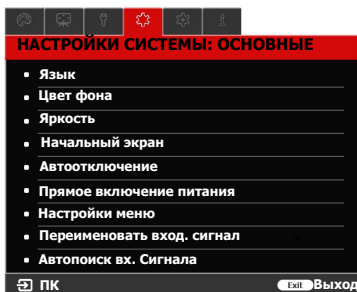 НАСТРОЙКИ СИСТЕМЫ: ОСНОВНЫЕ
Язык
Цвет фона
Яркость
Начальный экран
Автоотключение
Прямое включение питания
Настройки меню
Переименовать вход. сигнал
Автопоиск вх. Сигнала
ПК
Exit Выход